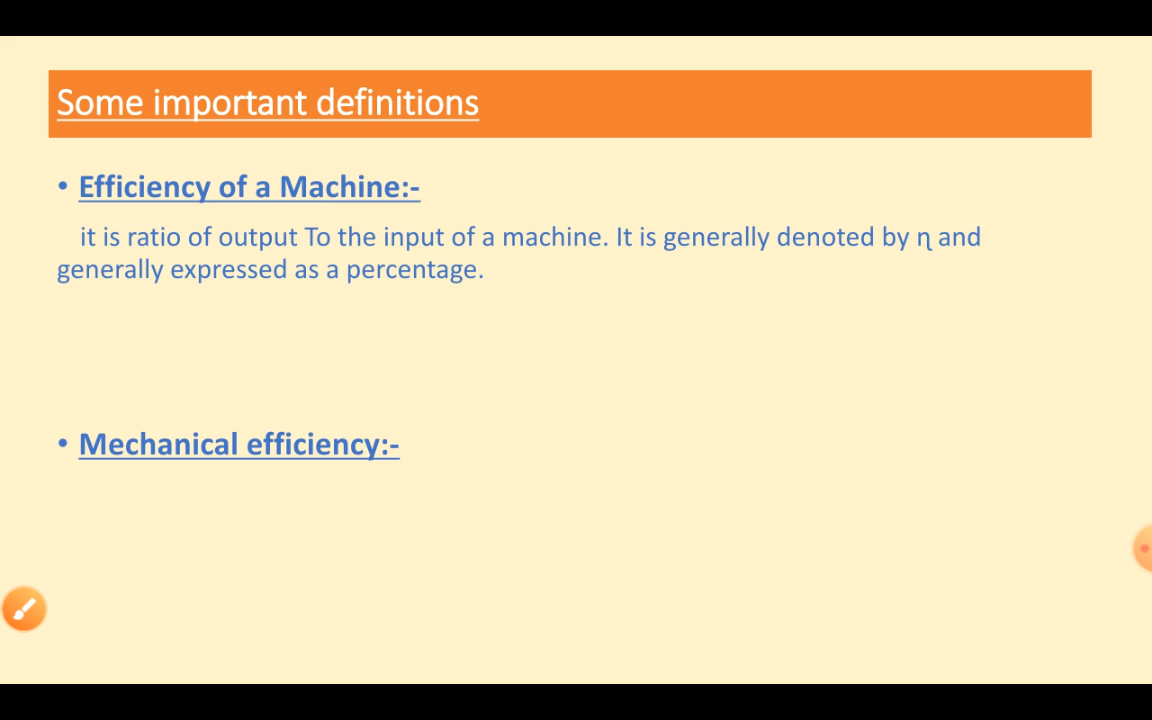 Some important definitions
• Efficiency of a Machine:-
it is ratio of output To the input of a machine. It is generally denoted by ɳ and
generally expressed as a percentage.
• Mechanical efficiency:-